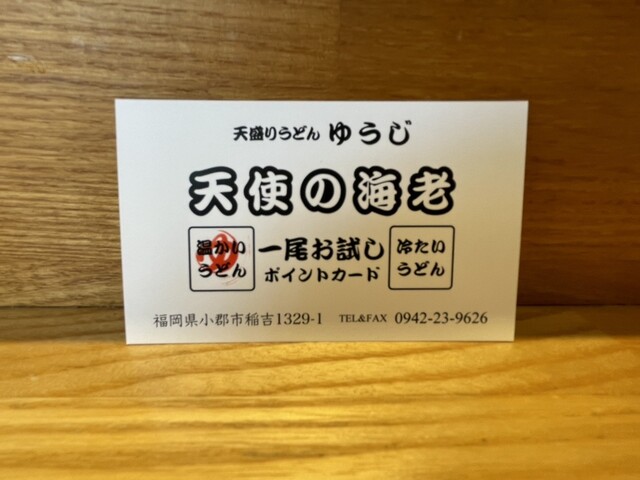 天盛りうどん ゆうじ
天使の海老
温かい
うどん
一尾お試し
ポイントカード
冷たい
うどん
福岡県小郡市稲吉1329-1 TEL&FAX 0942-23-9626